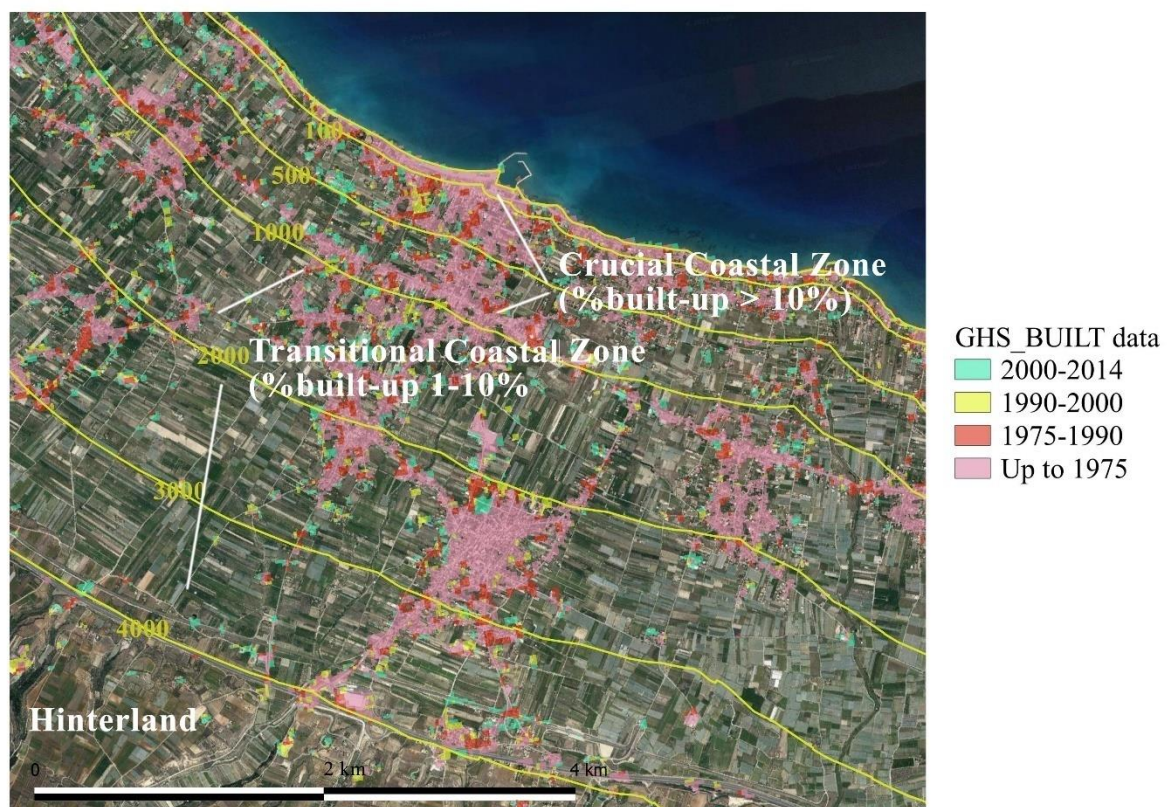 100
500
1000
Crucial Coastal Zone
(%built-up > 10%)
2000
Transitional Coastal Zone
(%built-up 1-10%
3000
4000
Hinterland
0
2 km
4 km
GHS_BUILT data
2000-2014
1990-2000
1975-1990
Up to 1975